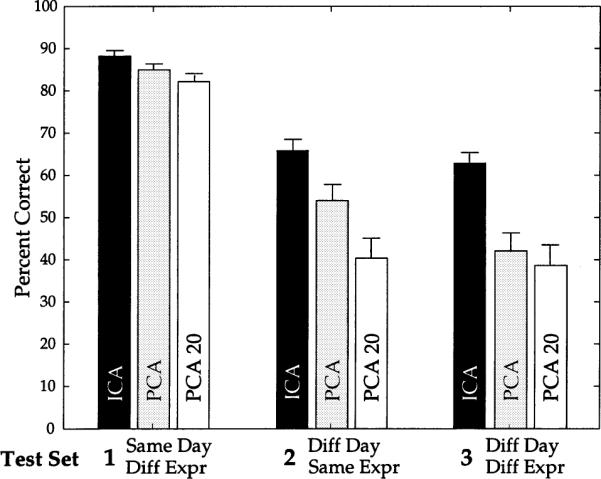 Percent Correct
100
90
80
70
60
50
40
30
20
10
0
ICA
PCA
PCA 20
ICA
PCA
PCA 20
ICA
PCA
PCA 20
Test Set
1 Same Day
Diff Expr
2 Diff Day
Same Expr
3 Diff Day
Diff Expr